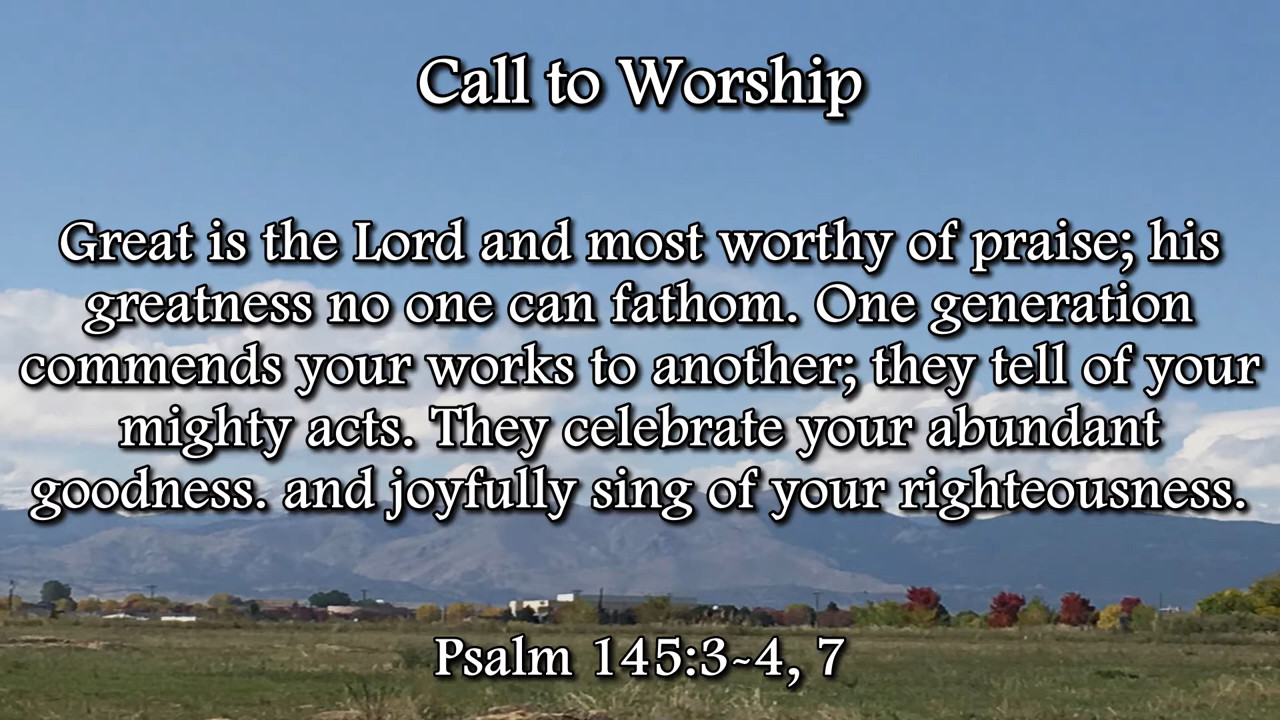 Call to Worship
Great is the Lord and most worthy of praise; his
greatness no one can fathom. One generation
commends your works to another; they tell of your
mighty acts. They celebrate your abundant
goodness. and joyfully sing of your righteousness.
Psalm 145:3-4, 7